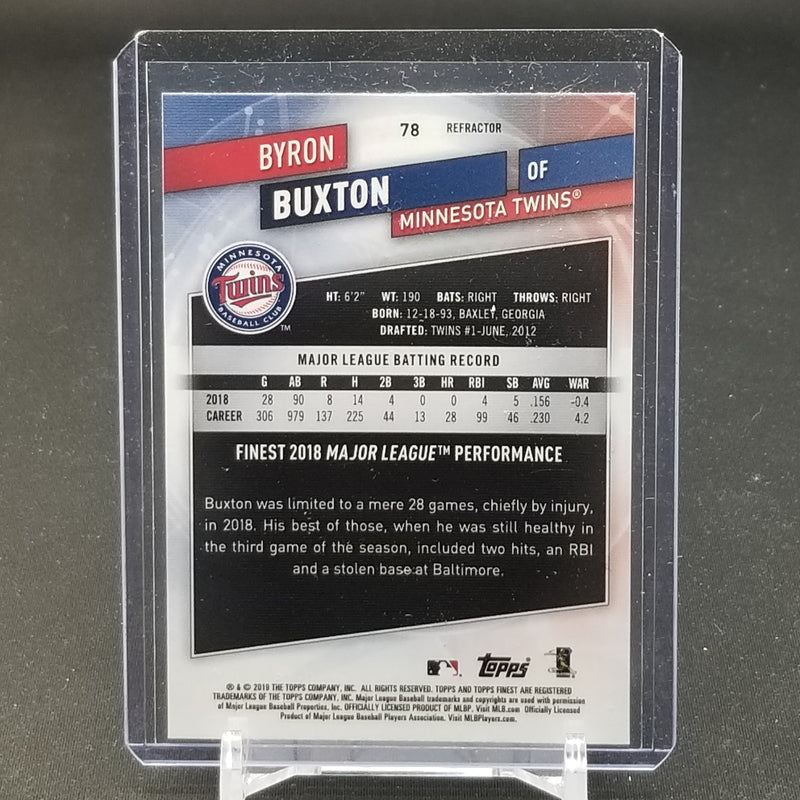 78 REFRACTOR
BYRON
BUXTON
OF
MINNESOTA TWINS®
MINNESOTA
Twins
BASEBALL CLUB
TM
HT: 6'2" WT: 190 BATS: RIGHT THROWS: RIGHT
BORN: 12-18-93, BAXLEY, GEORGIA
DRAFTED: TWINS #1-JUNE, 2012
MAJOR LEAGUE BATTING RECORD
G AB R H 2B 3B HR RBI SB AVG WAR
2018 28 90 8 14 4 0 0 4 5 .156 -0.4
CAREER 306 979 137 225 44 13 28 99 46 .230 4.2
FINEST 2018 MAJOR LEAGUE™ PERFORMANCE
Buxton was limited to a mere 28 games, chiefly by injury,
in 2018. His best of those, when he was still healthy in
the third game of the season, included two hits, an RBI
and a stolen base at Baltimore.
Topps
® & © 2019 THE TOPPS COMPANY, INC. ALL RIGHTS RESERVED. TOPPS AND TOPPS FINEST ARE REGISTERED
TRADEMARKS OF THE TOPPS COMPANY, INC. Major League Baseball trademarks and copyrights are used with permission
of Major League Baseball Properties, Inc. OFFICIALLY LICENSED PRODUCT OF MLBP. Visit MLB.com Officially Licensed
Product of Major League Baseball Players Association. Visit MLBPlayers.com.